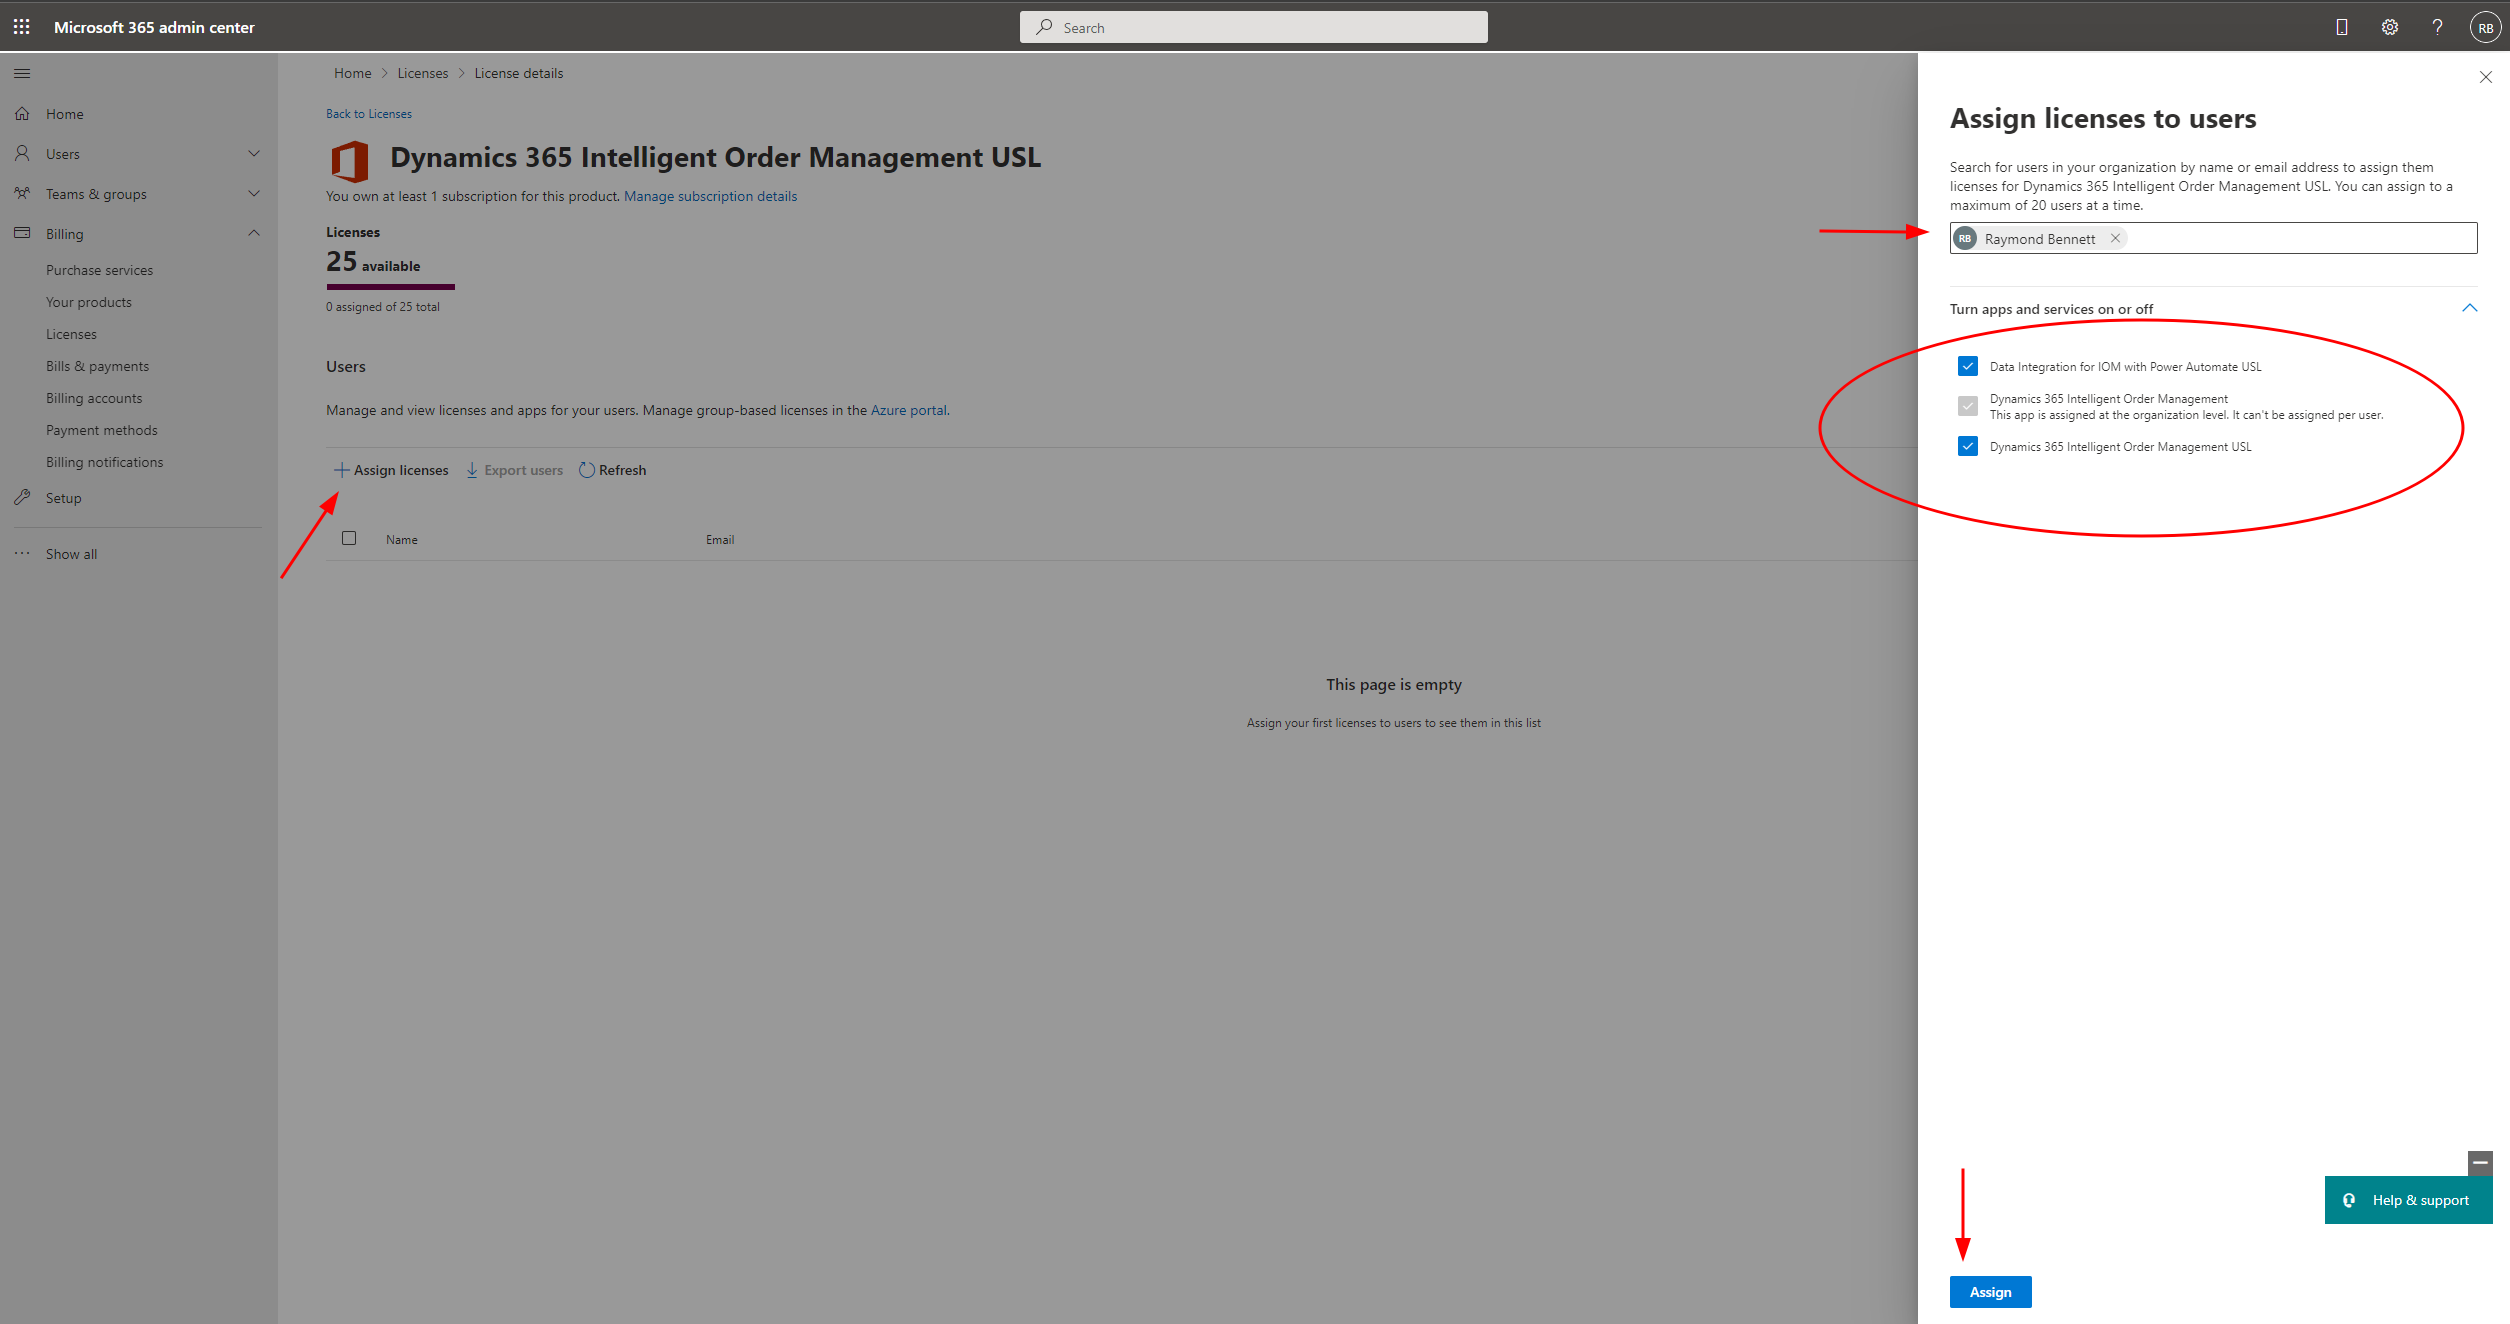 Microsoft 365 admin center
Search
RB
Home
Users
Teams & groups
Billing
Purchase services
Your products
Licenses
Bills & payments
Billing accounts
Payment methods
Billing notifications
Setup
Show all
Home > Licenses > License details
Back to Licenses
Dynamics 365 Intelligent Order Management USL
You own at least 1 subscription for this product. Manage subscription details
Licenses
25 available
0 assigned of 25 total
Users
Manage and view licenses and apps for your users. Manage group-based licenses in the Azure portal.
Assign licenses Export users Refresh
Name Email
This page is empty
Assign your first licenses to users to see them in this list
Assign licenses to users
Search for users in your organization by name or email address to assign them
licenses for Dynamics 365 Intelligent Order Management USL. You can assign to a
maximum of 20 users at a time.
RB Raymond Bennett
Turn apps and services on or off
Data Integration for IOM with Power Automate USL
Dynamics 365 Intelligent Order Management
This app is assigned at the organization level. It can't be assigned per user.
Dynamics 365 Intelligent Order Management USL
Help & support
Assign